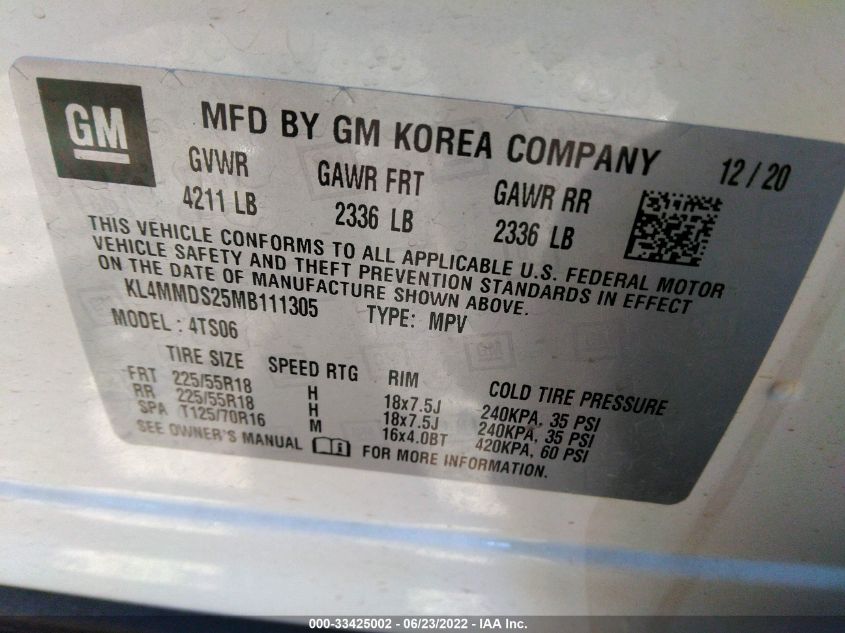 GM
MFD BY GM KOREA COMPANY 12/20
GVWR GAWR FRT GAWR RR
4211 LB 2336 LB 2336 LB
THIS VEHICLE CONFORMS TO ALL APPLICABLE U.S. FEDERAL MOTOR
VEHICLE SAFETY AND THEFT PREVENTION STANDARDS IN EFFECT
ON THE DATE OF MANUFACTURE SHOWN ABOVE.
KL4MMDS25MB111305 TYPE: MPV
MODEL : 4TS06
TIRE SIZE SPEED RTG RIM COLD TIRE PRESSURE
FRT 225/55R18 H 18x7.5J 240KPA, 35 PSI
RR 225/55R18 H 18x7.5J 240KPA, 35 PSI
SPA T125/70R16 M 16x4.0BT 420KPA, 60 PSI
SEE OWNER'S MANUAL FOR MORE INFORMATION.
000-33425002 - 06/23/2022 - IAA Inc.